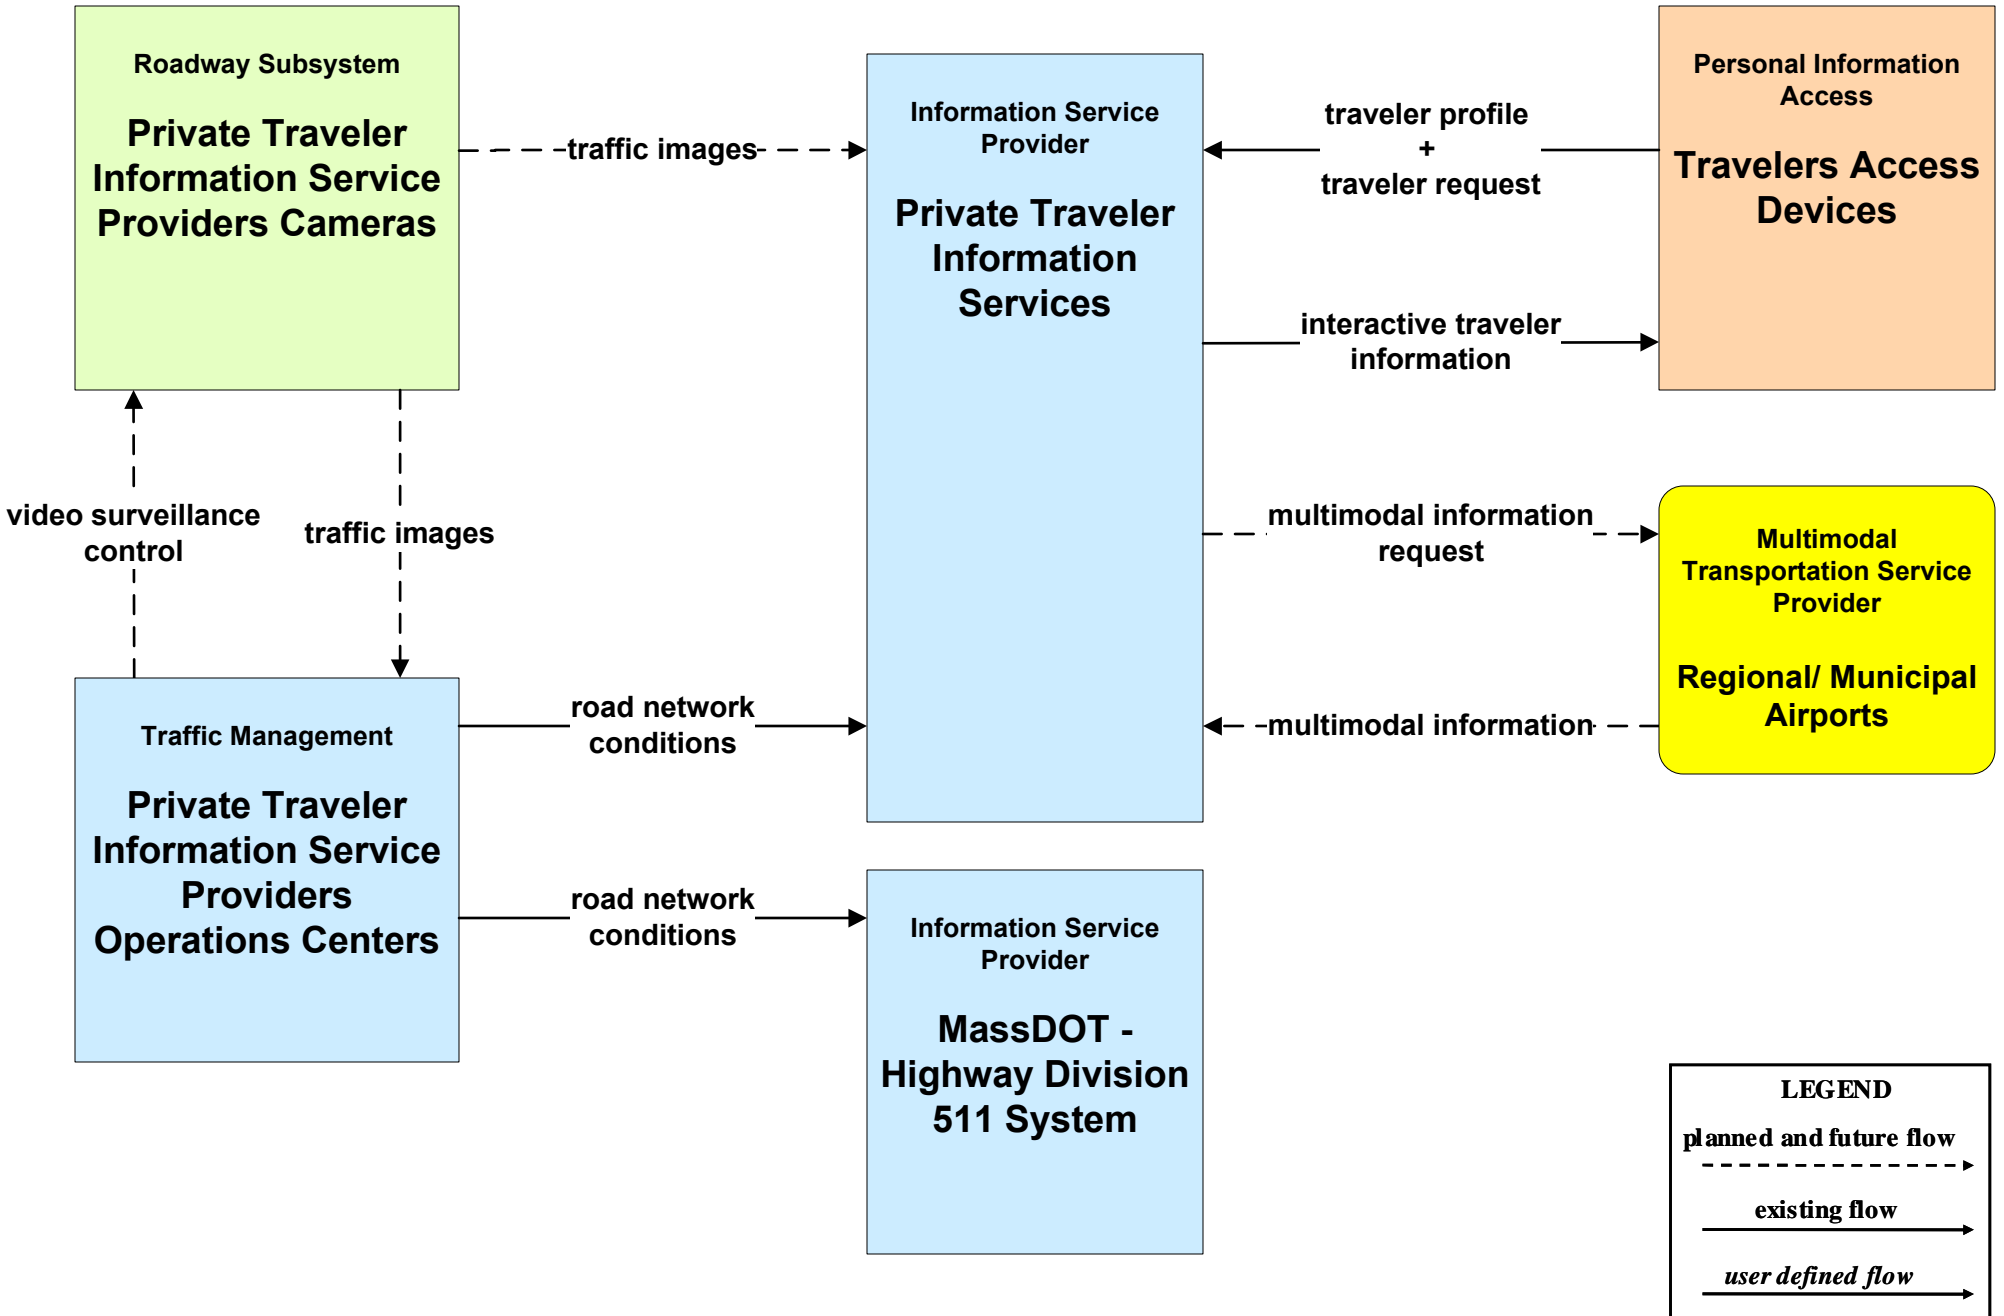 Roadway Subsystem
Private Traveler
Information Service
Providers Cameras
traffic images
Information Service
Provider
Private Traveler
Information
Services
traveler profile
+
traveler request
Personal Information
Access
Travelers Access
Devices
interactive traveler
information
video surveillance
control
traffic images
multimodal information
request
Multimodal
Transportation Service
Provider
Regional/ Municipal
Airports
multimodal information
Traffic Management
Private Traveler
Information Service
Providers
Operations Centers
road network
conditions
road network
conditions
Information Service
Provider
MassDOT -
Highway Division
511 System
LEGEND
planned and future flow
existing flow
user defined flow